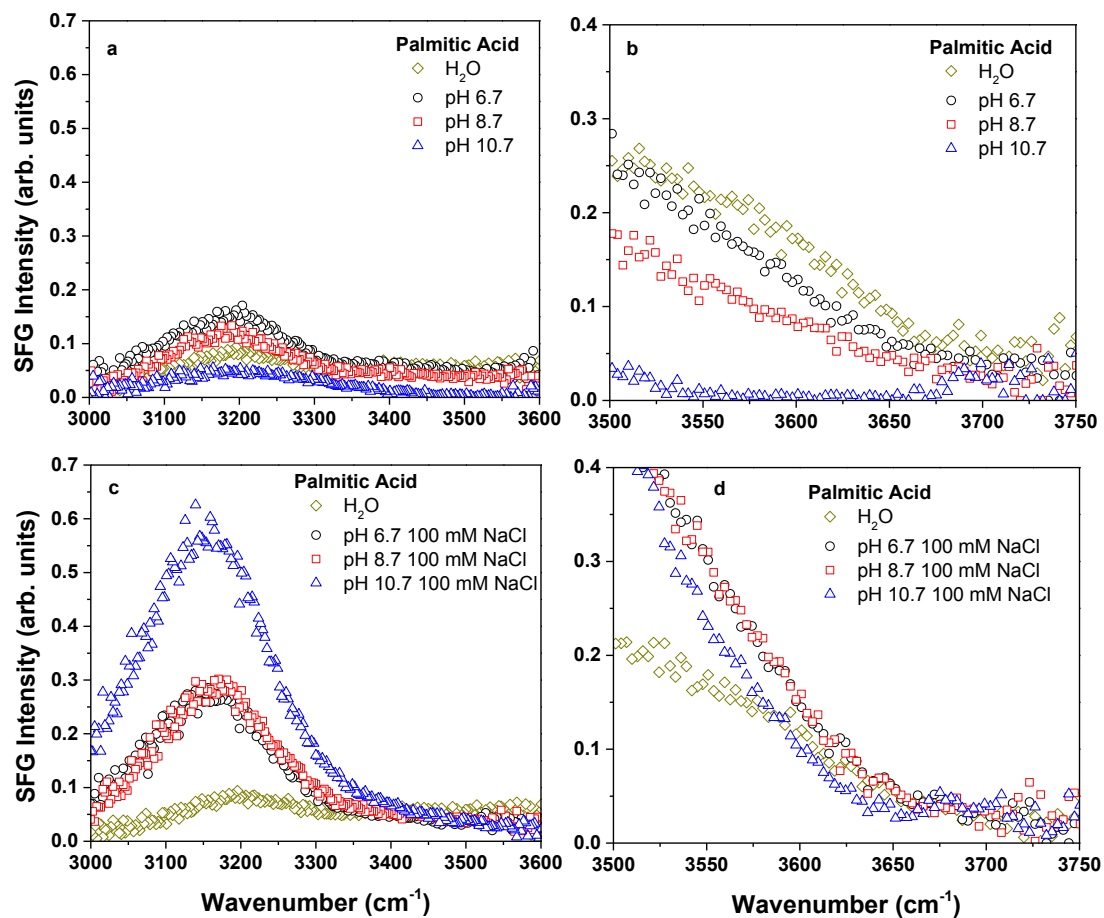 a
Palmitic Acid
H₂O
pH 6.7
pH 8.7
pH 10.7
SFG Intensity (arb. units)
0.7
0.6
0.5
0.4
0.3
0.2
0.1
0.0
3000 3100 3200 3300 3400 3500 3600
b
Palmitic Acid
H₂O
pH 6.7
pH 8.7
pH 10.7
0.4
0.3
0.2
0.1
0.0
3500 3550 3600 3650 3700 3750
c
Palmitic Acid
H₂O
pH 6.7 100 mM NaCl
pH 8.7 100 mM NaCl
pH 10.7 100 mM NaCl
SFG Intensity (arb. units)
0.7
0.6
0.5
0.4
0.3
0.2
0.1
0.0
3000 3100 3200 3300 3400 3500 3600
Wavenumber (cm⁻¹)
d
Palmitic Acid
H₂O
pH 6.7 100 mM NaCl
pH 8.7 100 mM NaCl
pH 10.7 100 mM NaCl
0.4
0.3
0.2
0.1
0.0
3500 3550 3600 3650 3700 3750
Wavenumber (cm⁻¹)